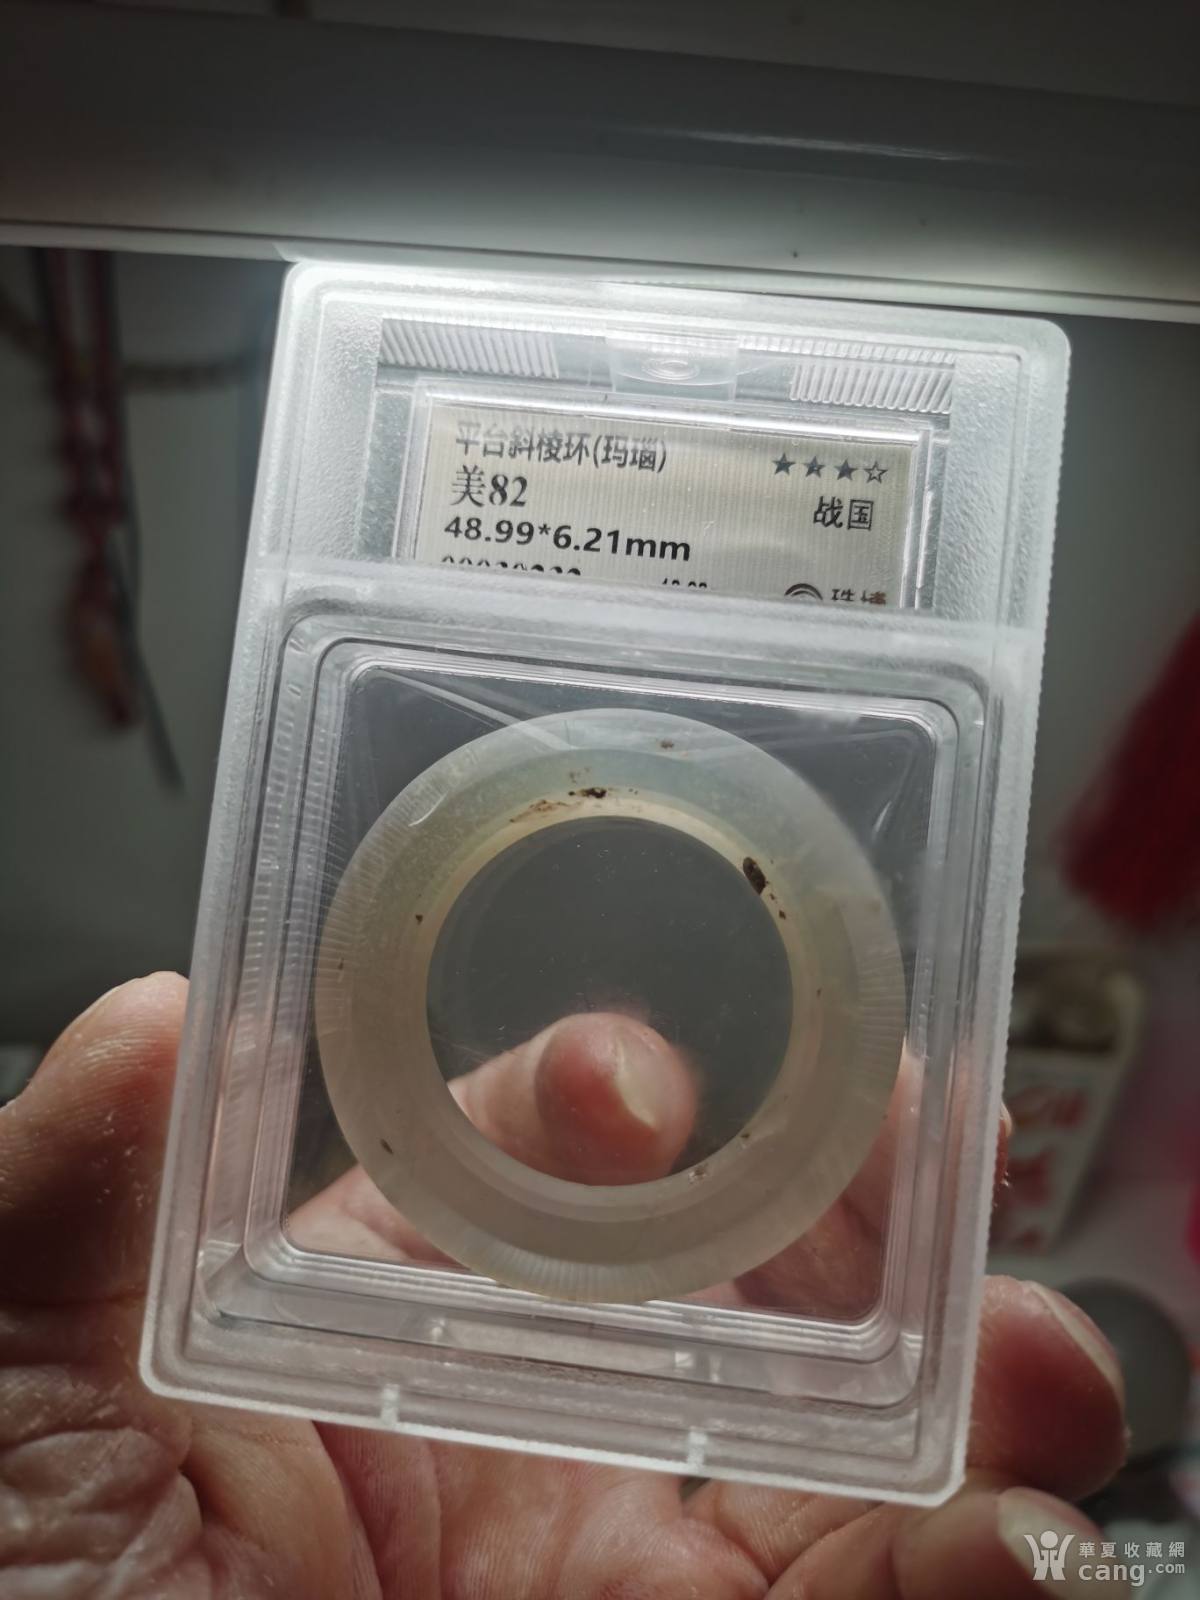 平台斜棱环(玛瑙)
★★★☆
美82
战国
48.99*6.21mm
華夏收藏網
cang.com